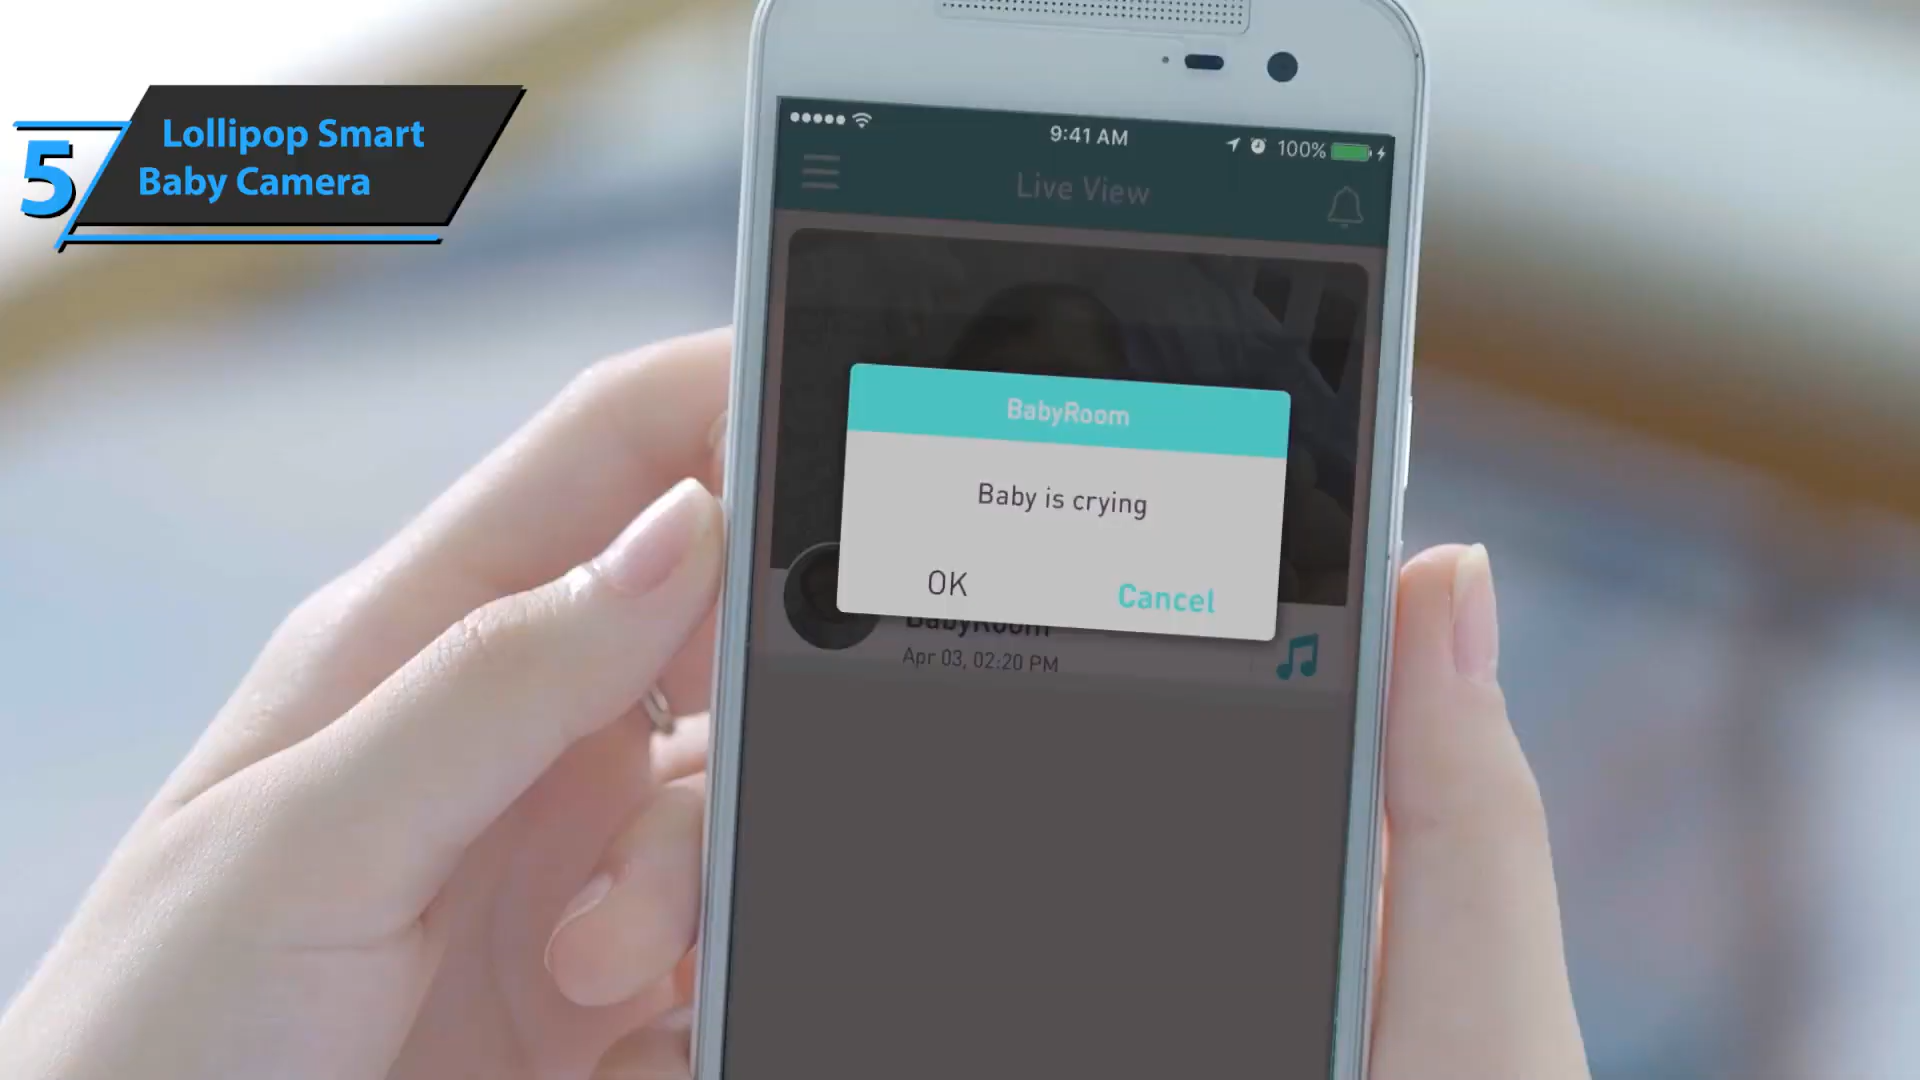 5
Lollipop Smart
Baby Camera
9:41 AM
100%
Live View
BabyRoom
Baby is crying
OK
Cancel
BabyRoom
Apr 03, 02:20 PM